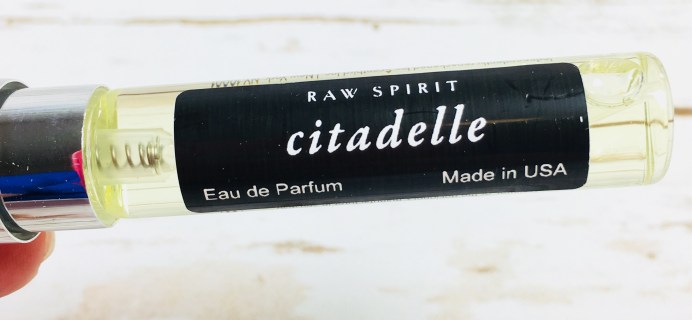 RAW SPIRIT
citadelle
Eau de Parfum
Made in USA